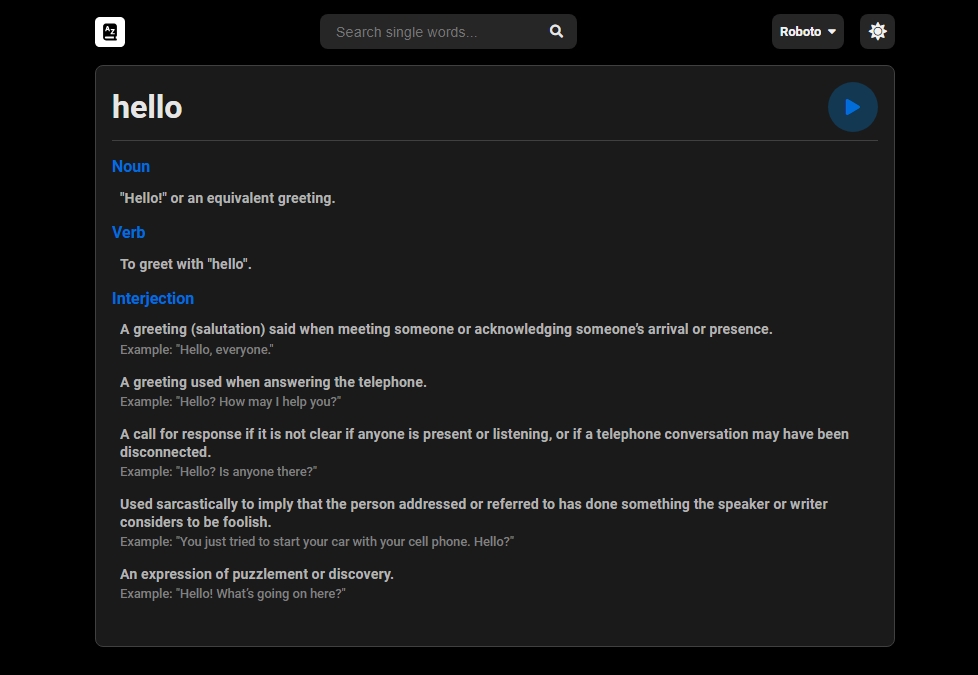 AZ
Search single words...
Roboto
hello
Noun
"Hello!" or an equivalent greeting.
Verb
To greet with "hello".
Interjection
A greeting (salutation) said when meeting someone or acknowledging someone's arrival or presence.
Example: "Hello, everyone."
A greeting used when answering the telephone.
Example: "Hello? How may I help you?"
A call for response if it is not clear if anyone is present or listening, or if a telephone conversation may have been
disconnected.
Example: "Hello? Is anyone there?"
Used sarcastically to imply that the person addressed or referred to has done something the speaker or writer
considers to be foolish.
Example: "You just tried to start your car with your cell phone. Hello?"
An expression of puzzlement or discovery.
Example: "Hello! What's going on here?"